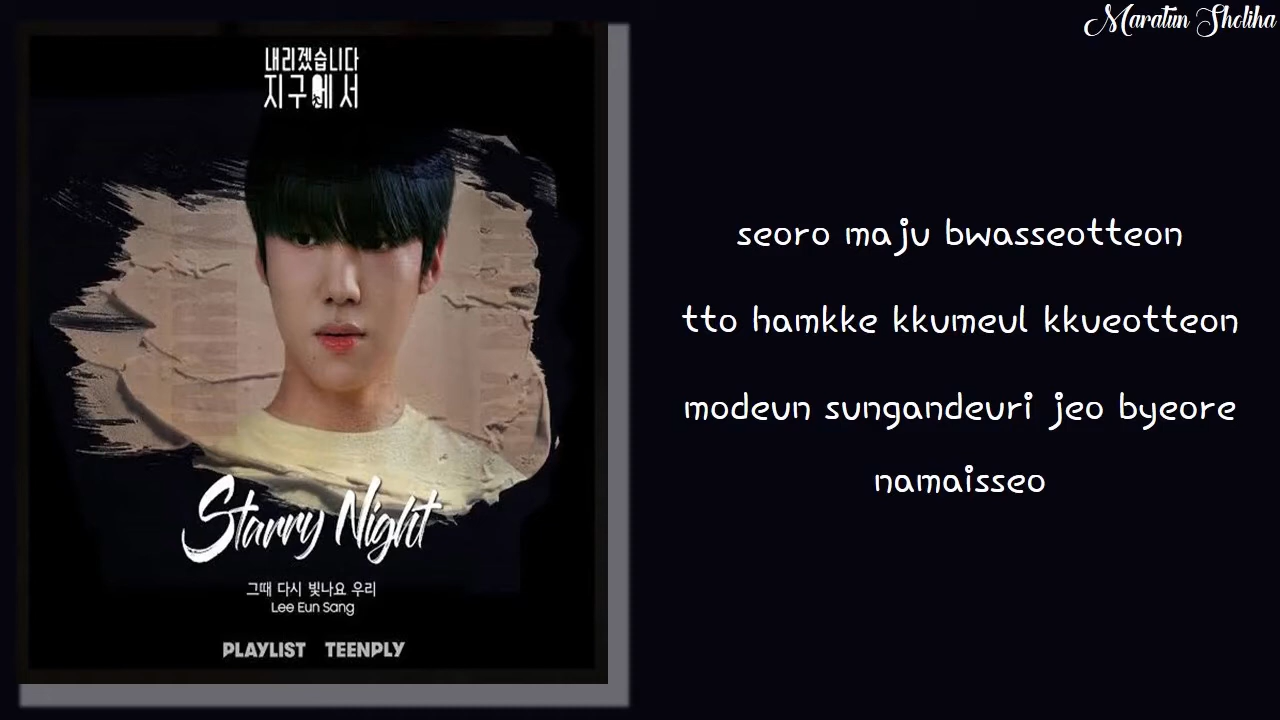 Maratun Sholiha
내리겠습니다
지구에서
Starry Night
그때 다시 빛나요 우리
Lee Eun Sang
PLAYLIST TEENPLY
seoro maju bwasseotteon
tto hamkke kkumeul kkueotteon
modeun sungandeuri jeo byeore
namaisseo